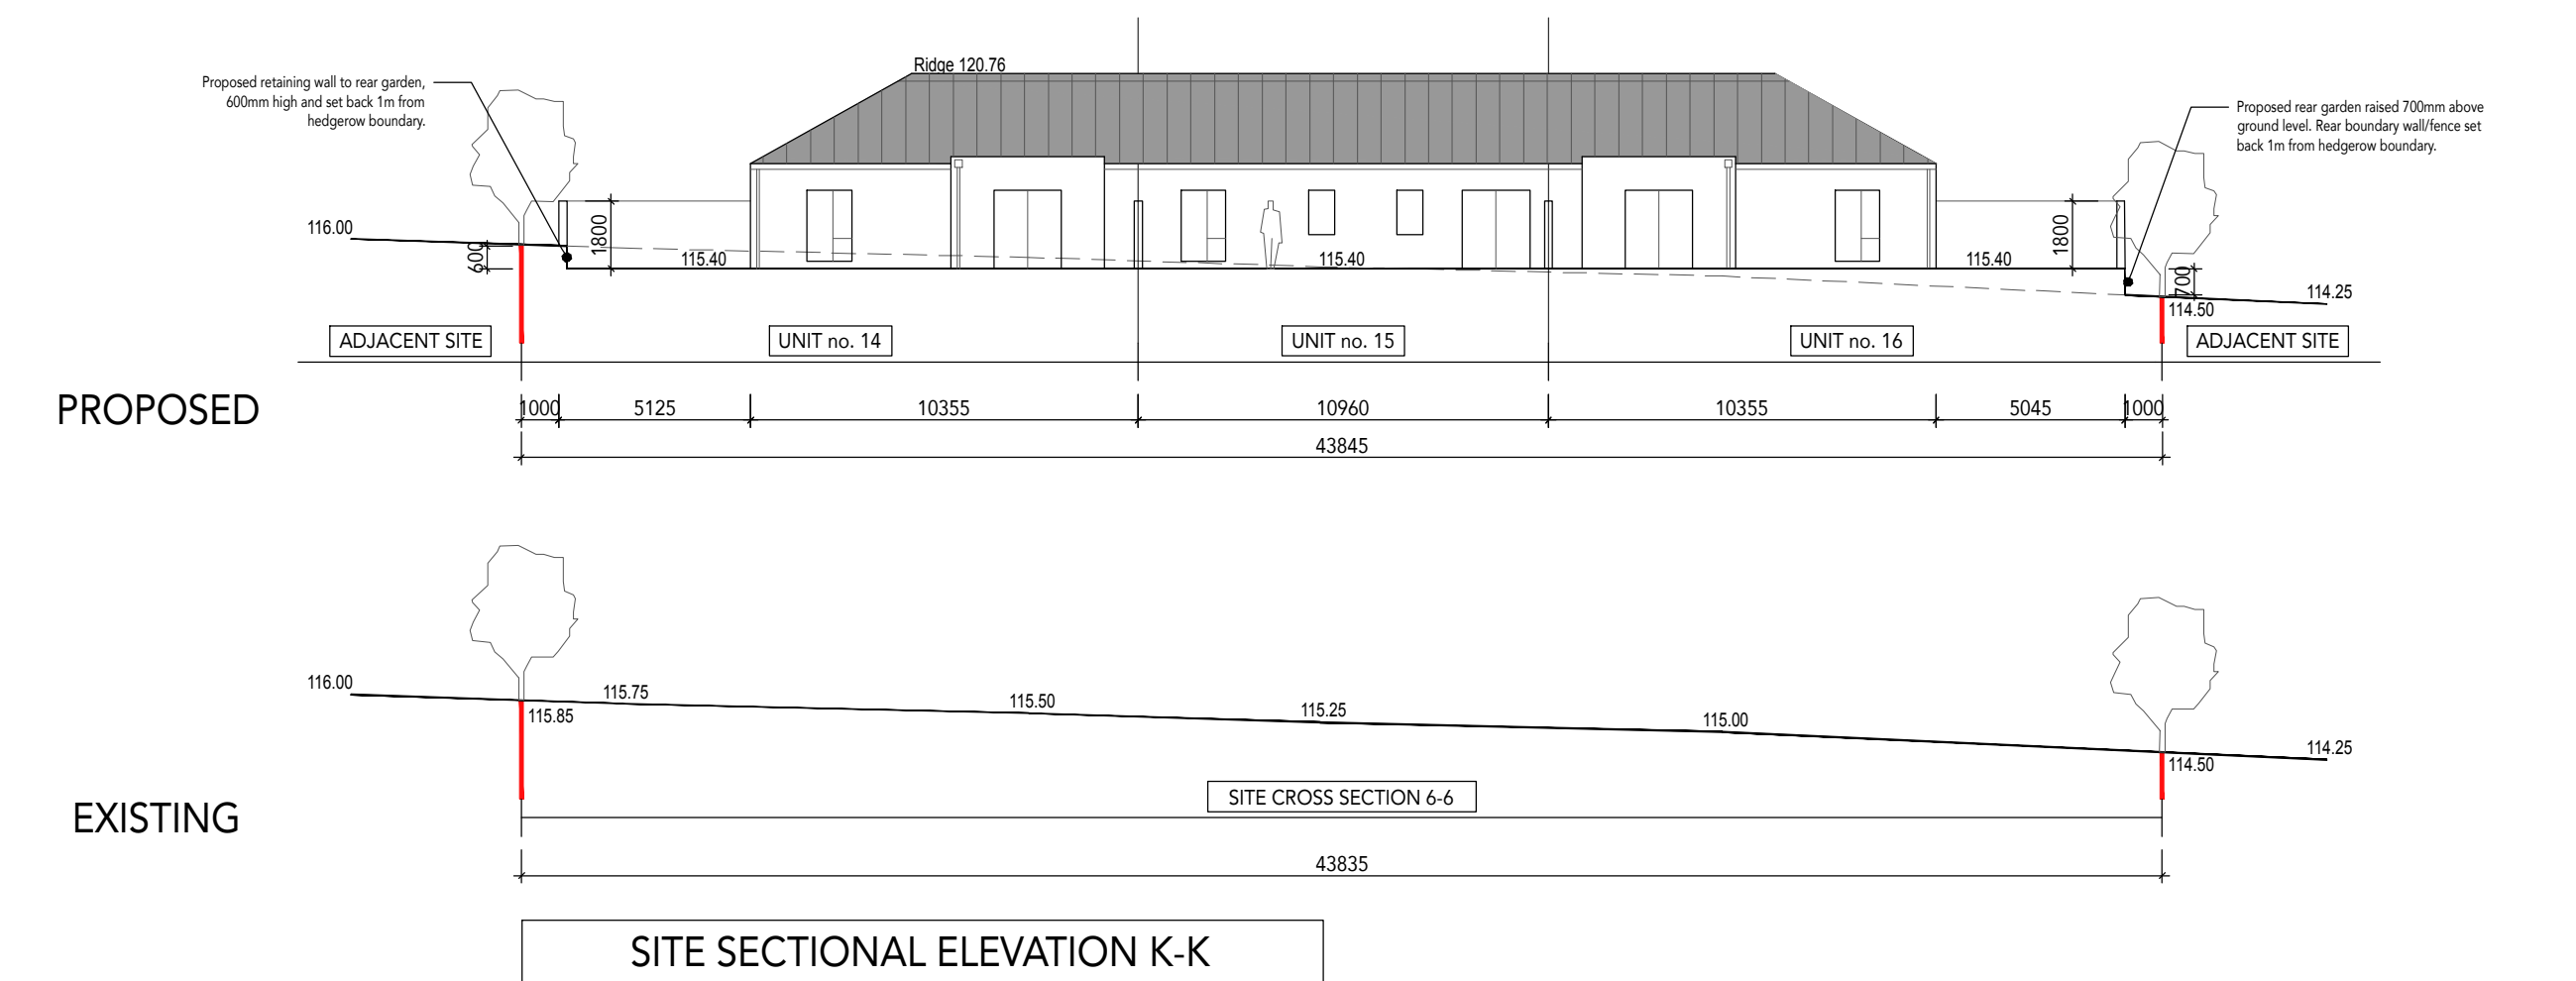 Ridge 120.76
Proposed retaining wall to rear garden,
600mm high and set back 1m from
hedgerow boundary.
Proposed rear garden raised 700mm above
ground level. Rear boundary wall/fence set
back 1m from hedgerow boundary.
116.00
600
1800
115.40
115.40
115.40
1800
700
114.25
114.50
ADJACENT SITE
UNIT no. 14
UNIT no. 15
UNIT no. 16
ADJACENT SITE
PROPOSED
1000
5125
10355
10960
10355
5045
1000
43845
116.00
115.85
115.75
115.50
115.25
115.00
114.50
114.25
SITE CROSS SECTION 6-6
EXISTING
43835
SITE SECTIONAL ELEVATION K-K